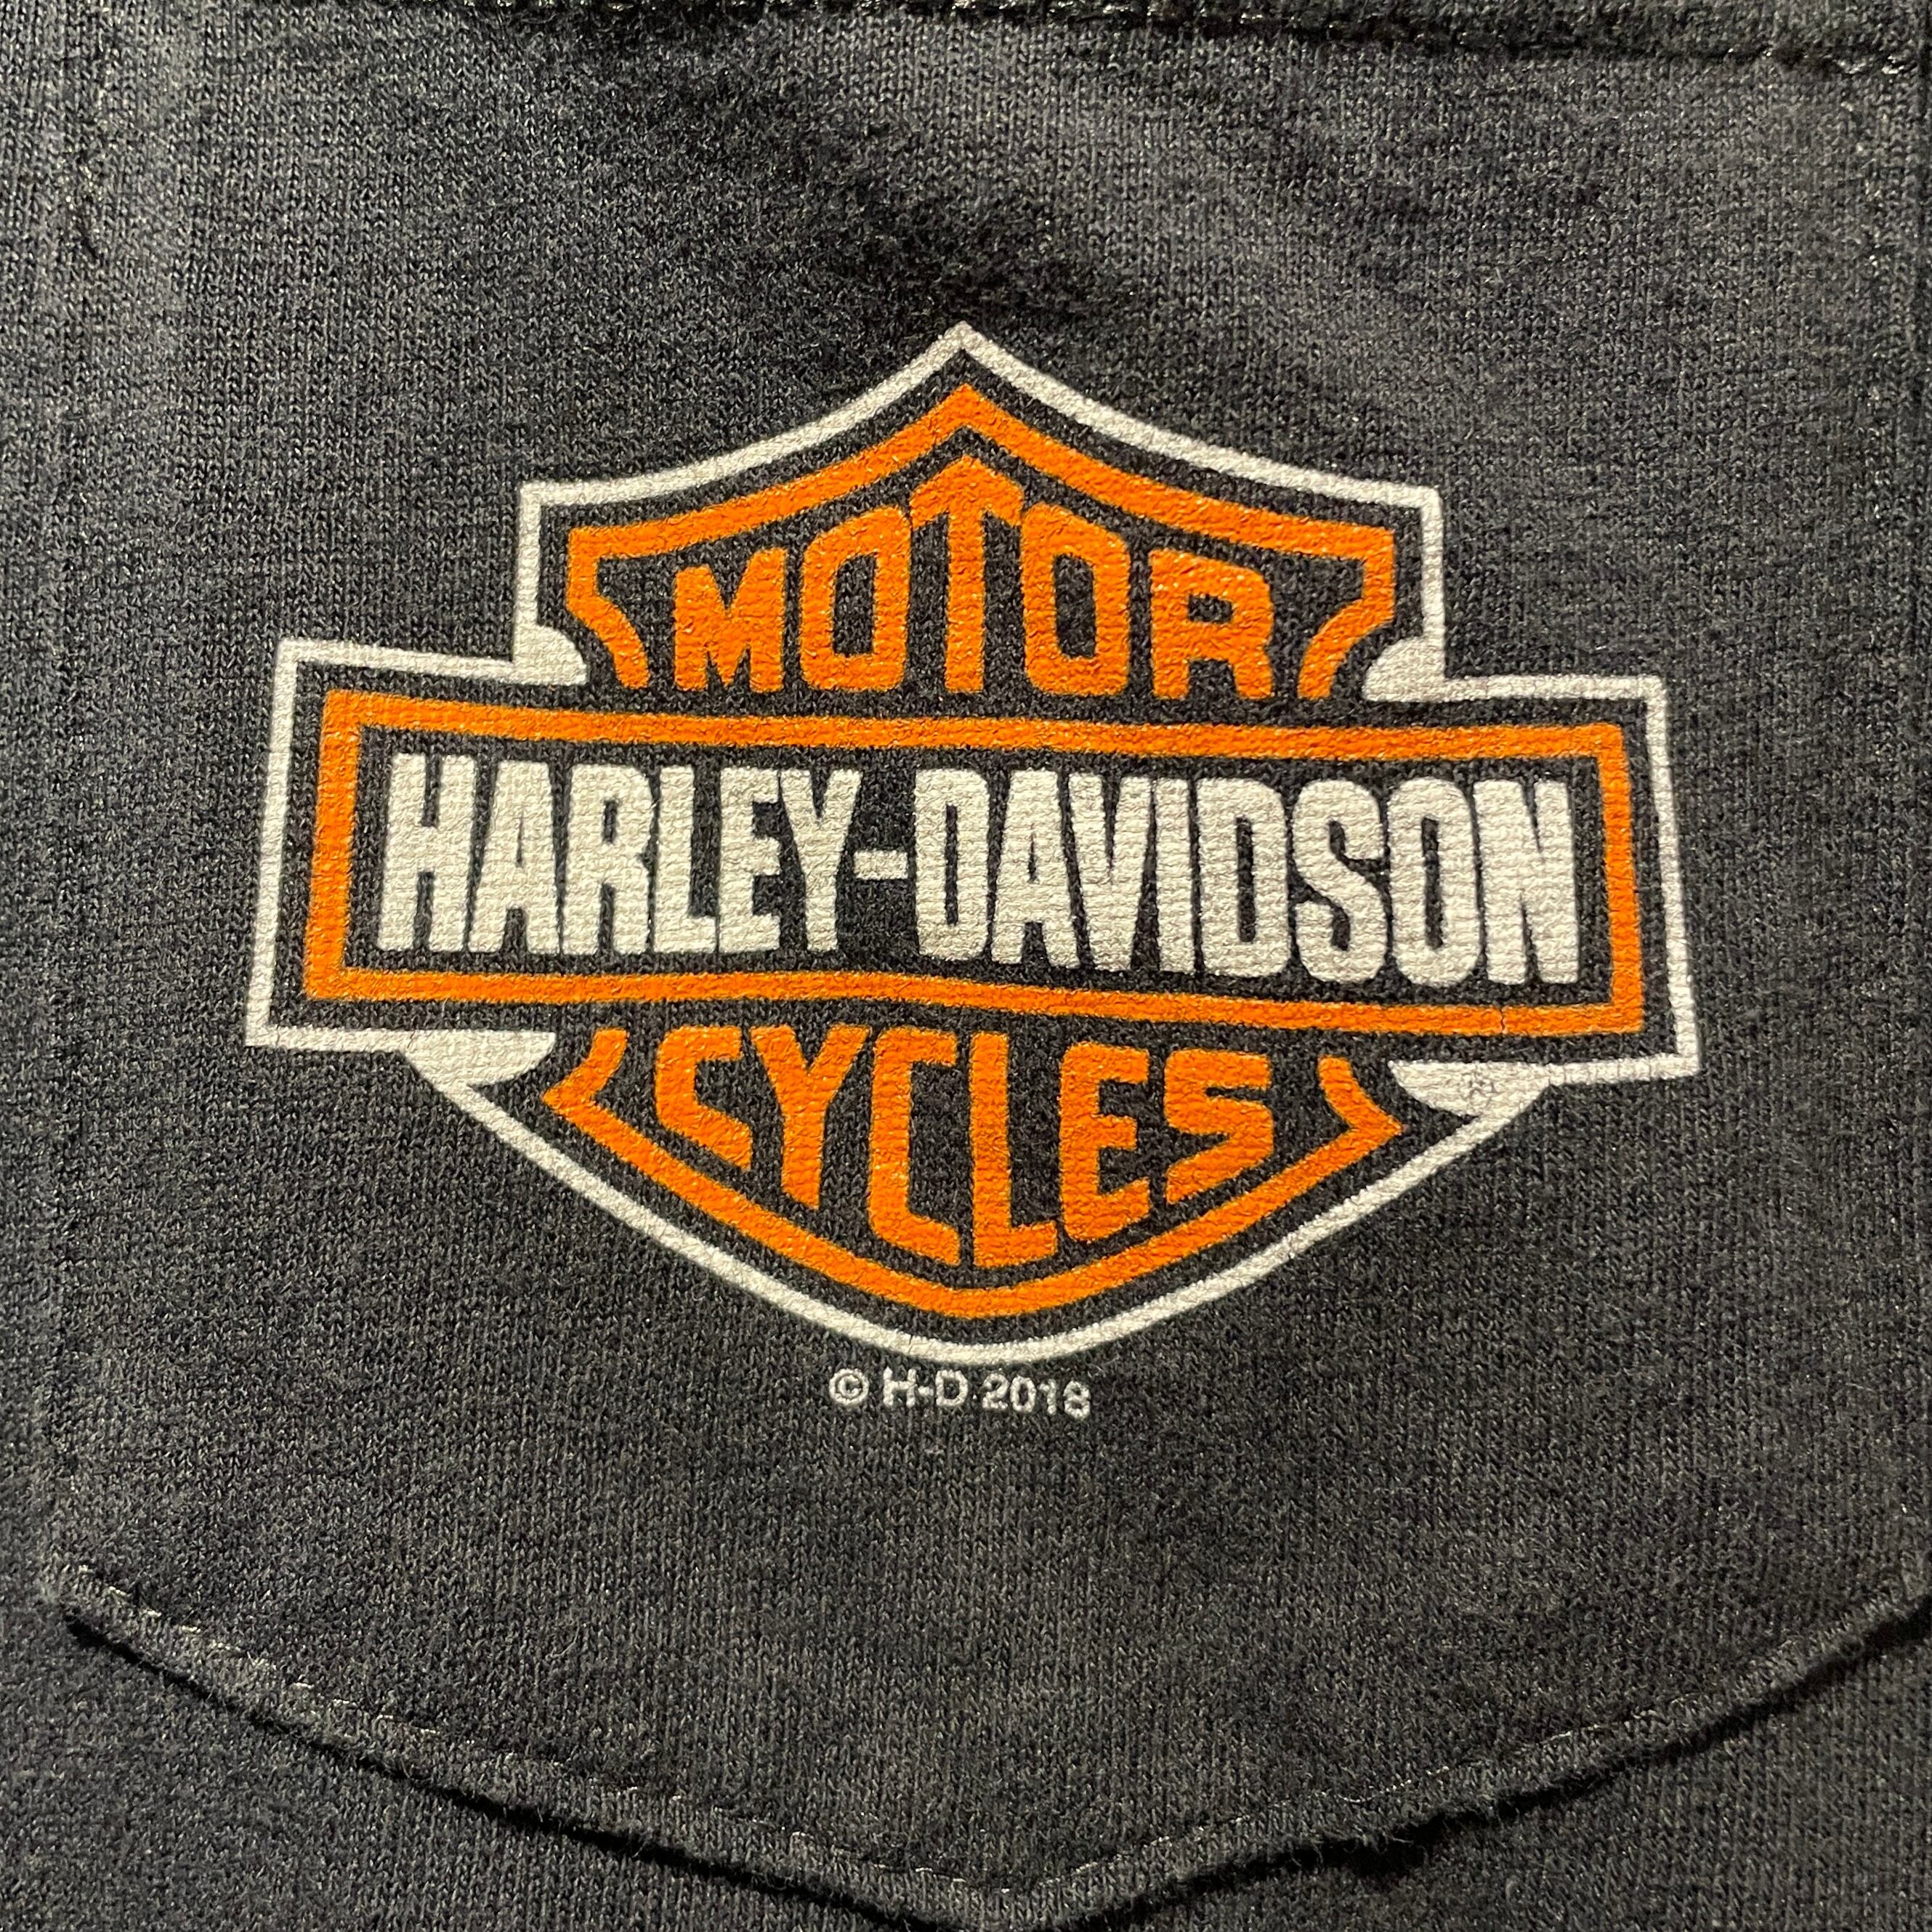 MOTOR
HARLEY-DAVIDSON
CYCLES
© H-D 2018